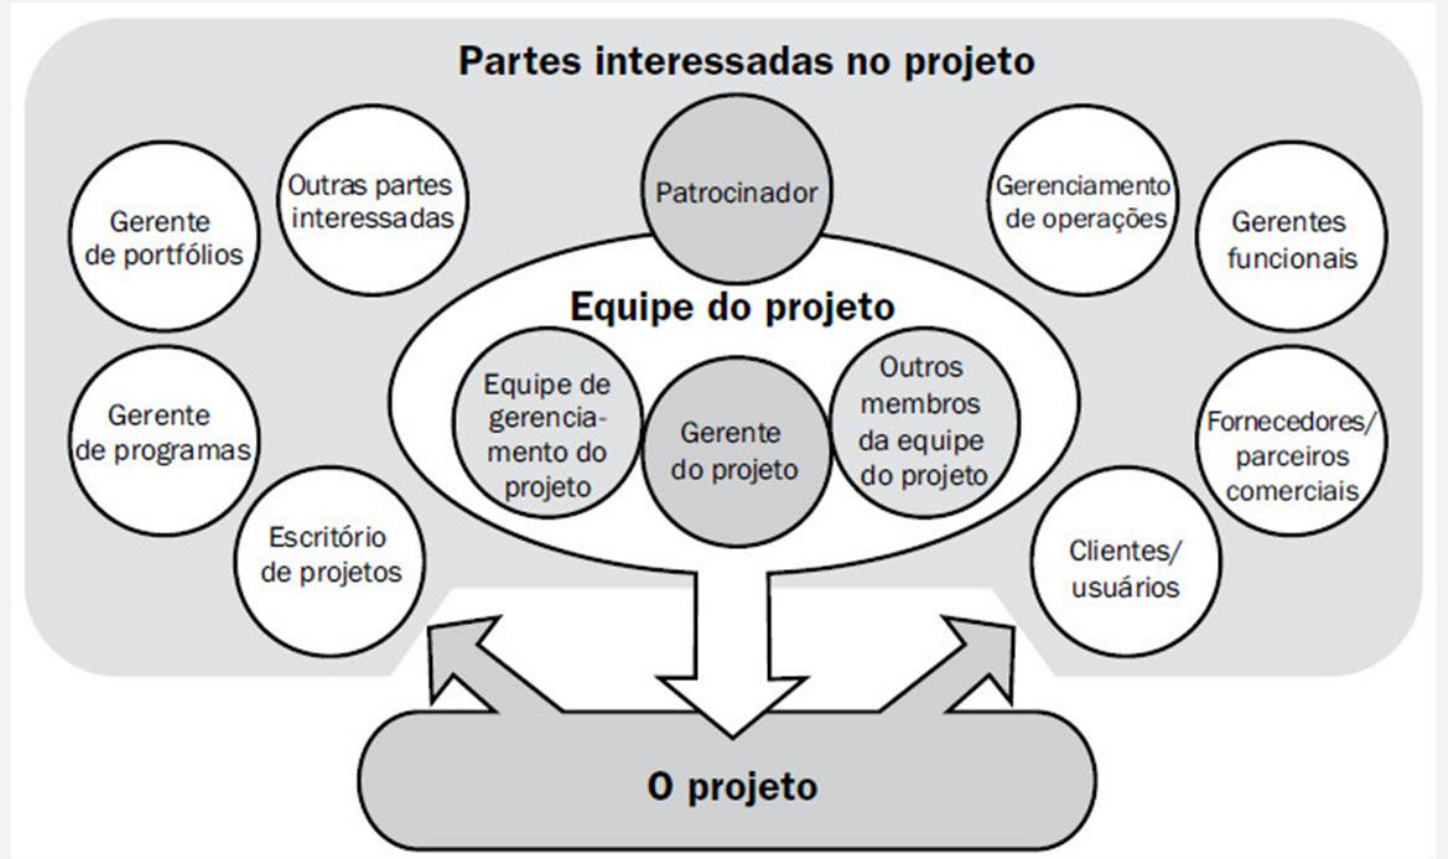 Partes interessadas no projeto
Gerente
de portfólios
Outras partes
interessadas
Patrocinador
Gerenciamento
de operações
Gerentes
funcionais
Equipe do projeto
Gerente
de programas
Equipe de
gerencia-
mento do
projeto
Gerente
do projeto
Outros
membros
da equipe
do projeto
Fornecedores/
parceiros
comerciais
Escritório
de projetos
Clientes/
usuários
O projeto